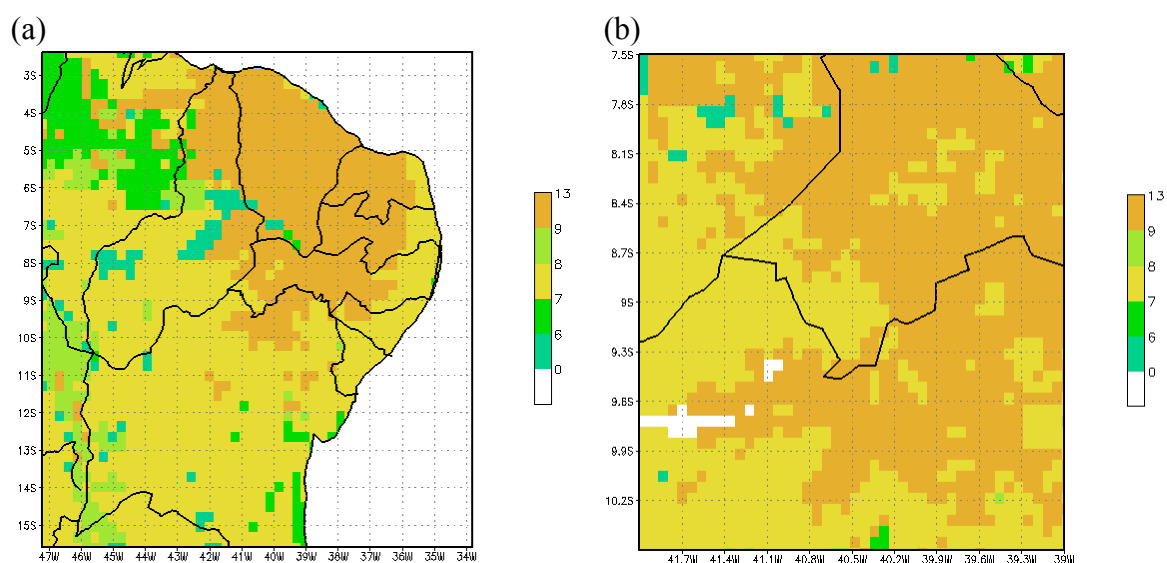 (a)
3S
4S
5S
6S
7S
8S
9S
10S
11S
12S
13S
14S
15S
47W 46W 45W 44W 43W 42W 41W 40W 39W 38W 37W 36W 35W 34W
13
9
8
7
6
0
(b)
7.5S
7.8S
8.1S
8.4S
8.7S
9S
9.3S
9.6S
9.9S
10.2S
41.7W 41.4W 41.1W 40.8W 40.5W 40.2W 39.9W 39.6W 39.3W 39W
13
9
8
7
6
0